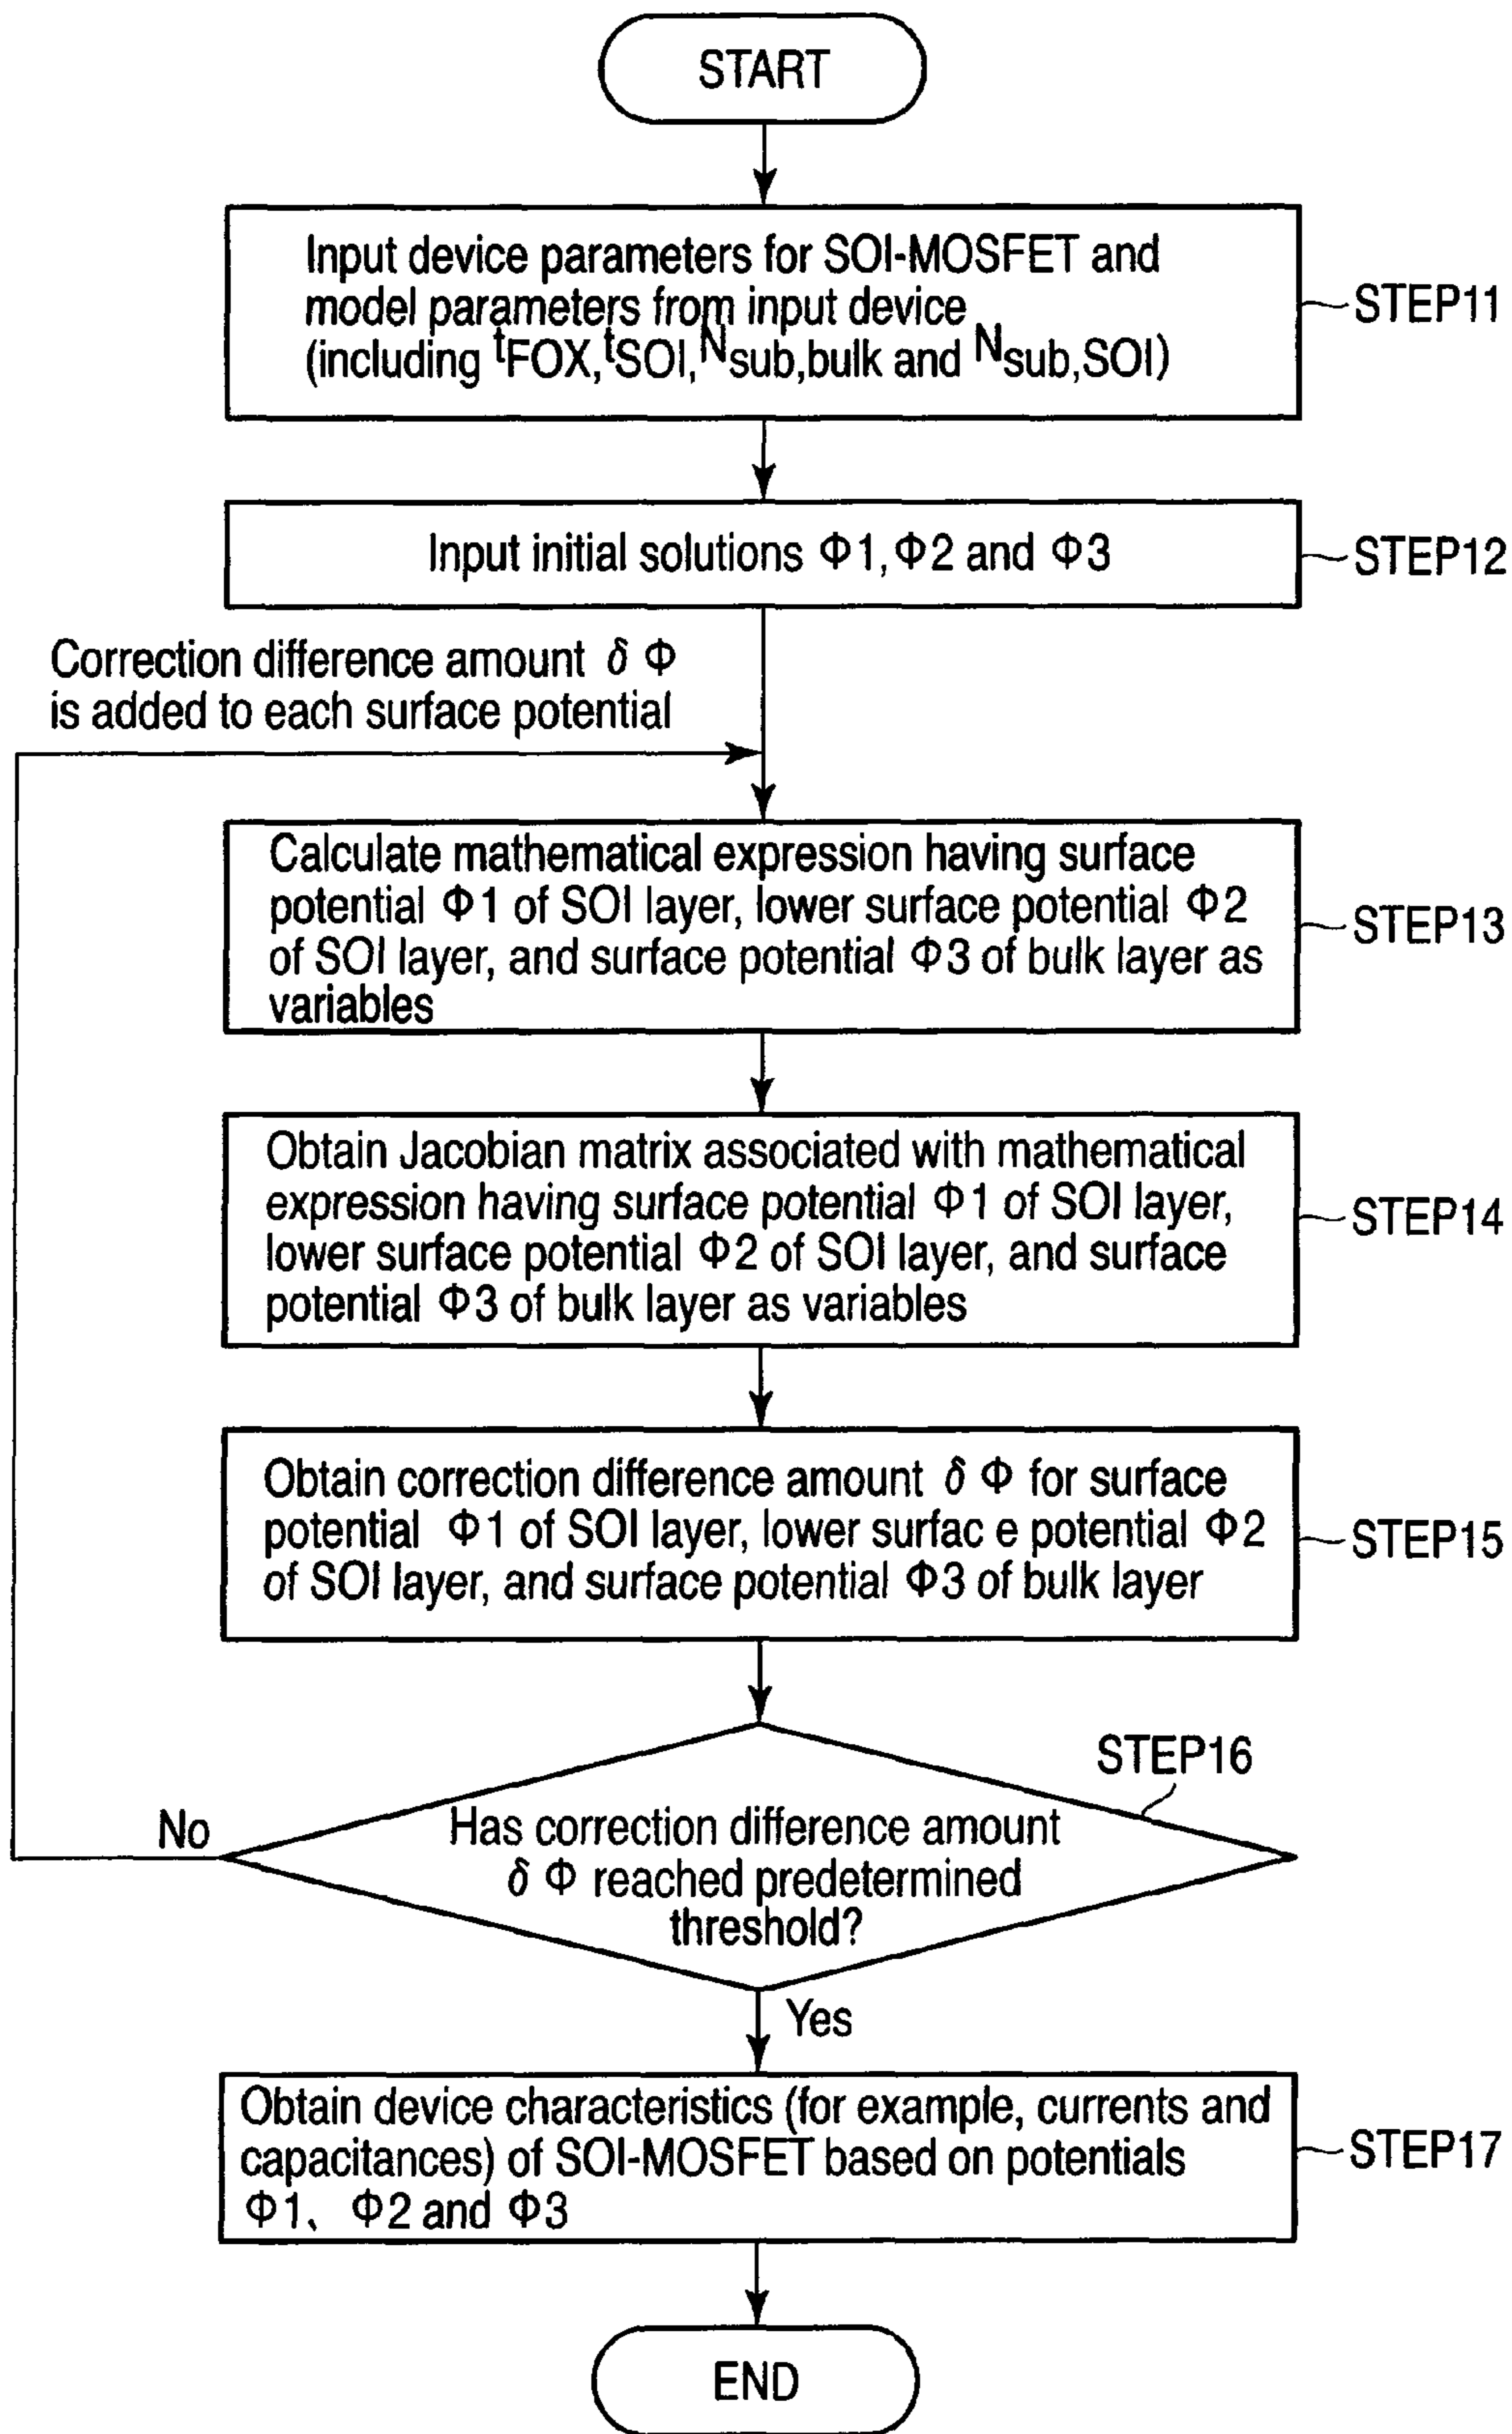 START
Input device parameters for SOI-MOSFET and
model parameters from input device
(including tFOX, tSOI, Nsub,bulk and Nsub,SOI)
STEP11
Input initial solutions Φ1, Φ2 and Φ3
STEP12
Correction difference amount δ Φ
is added to each surface potential
Calculate mathematical expression having surface
potential Φ1 of SOI layer, lower surface potential Φ2
of SOI layer, and surface potential Φ3 of bulk layer as
variables
STEP13
Obtain Jacobian matrix associated with mathematical
expression having surface potential Φ1 of SOI layer,
lower surface potential Φ2 of SOI layer, and surface
potential Φ3 of bulk layer as variables
STEP14
Obtain correction difference amount δ Φ for surface
potential Φ1 of SOI layer, lower surfac e potential Φ2
of SOI layer, and surface potential Φ3 of bulk layer
STEP15
STEP16
No
Has correction difference amount
δ Φ reached predetermined
threshold?
Yes
Obtain device characteristics (for example, currents and
capacitances) of SOI-MOSFET based on potentials
Φ1、 Φ2 and Φ3
STEP17
END